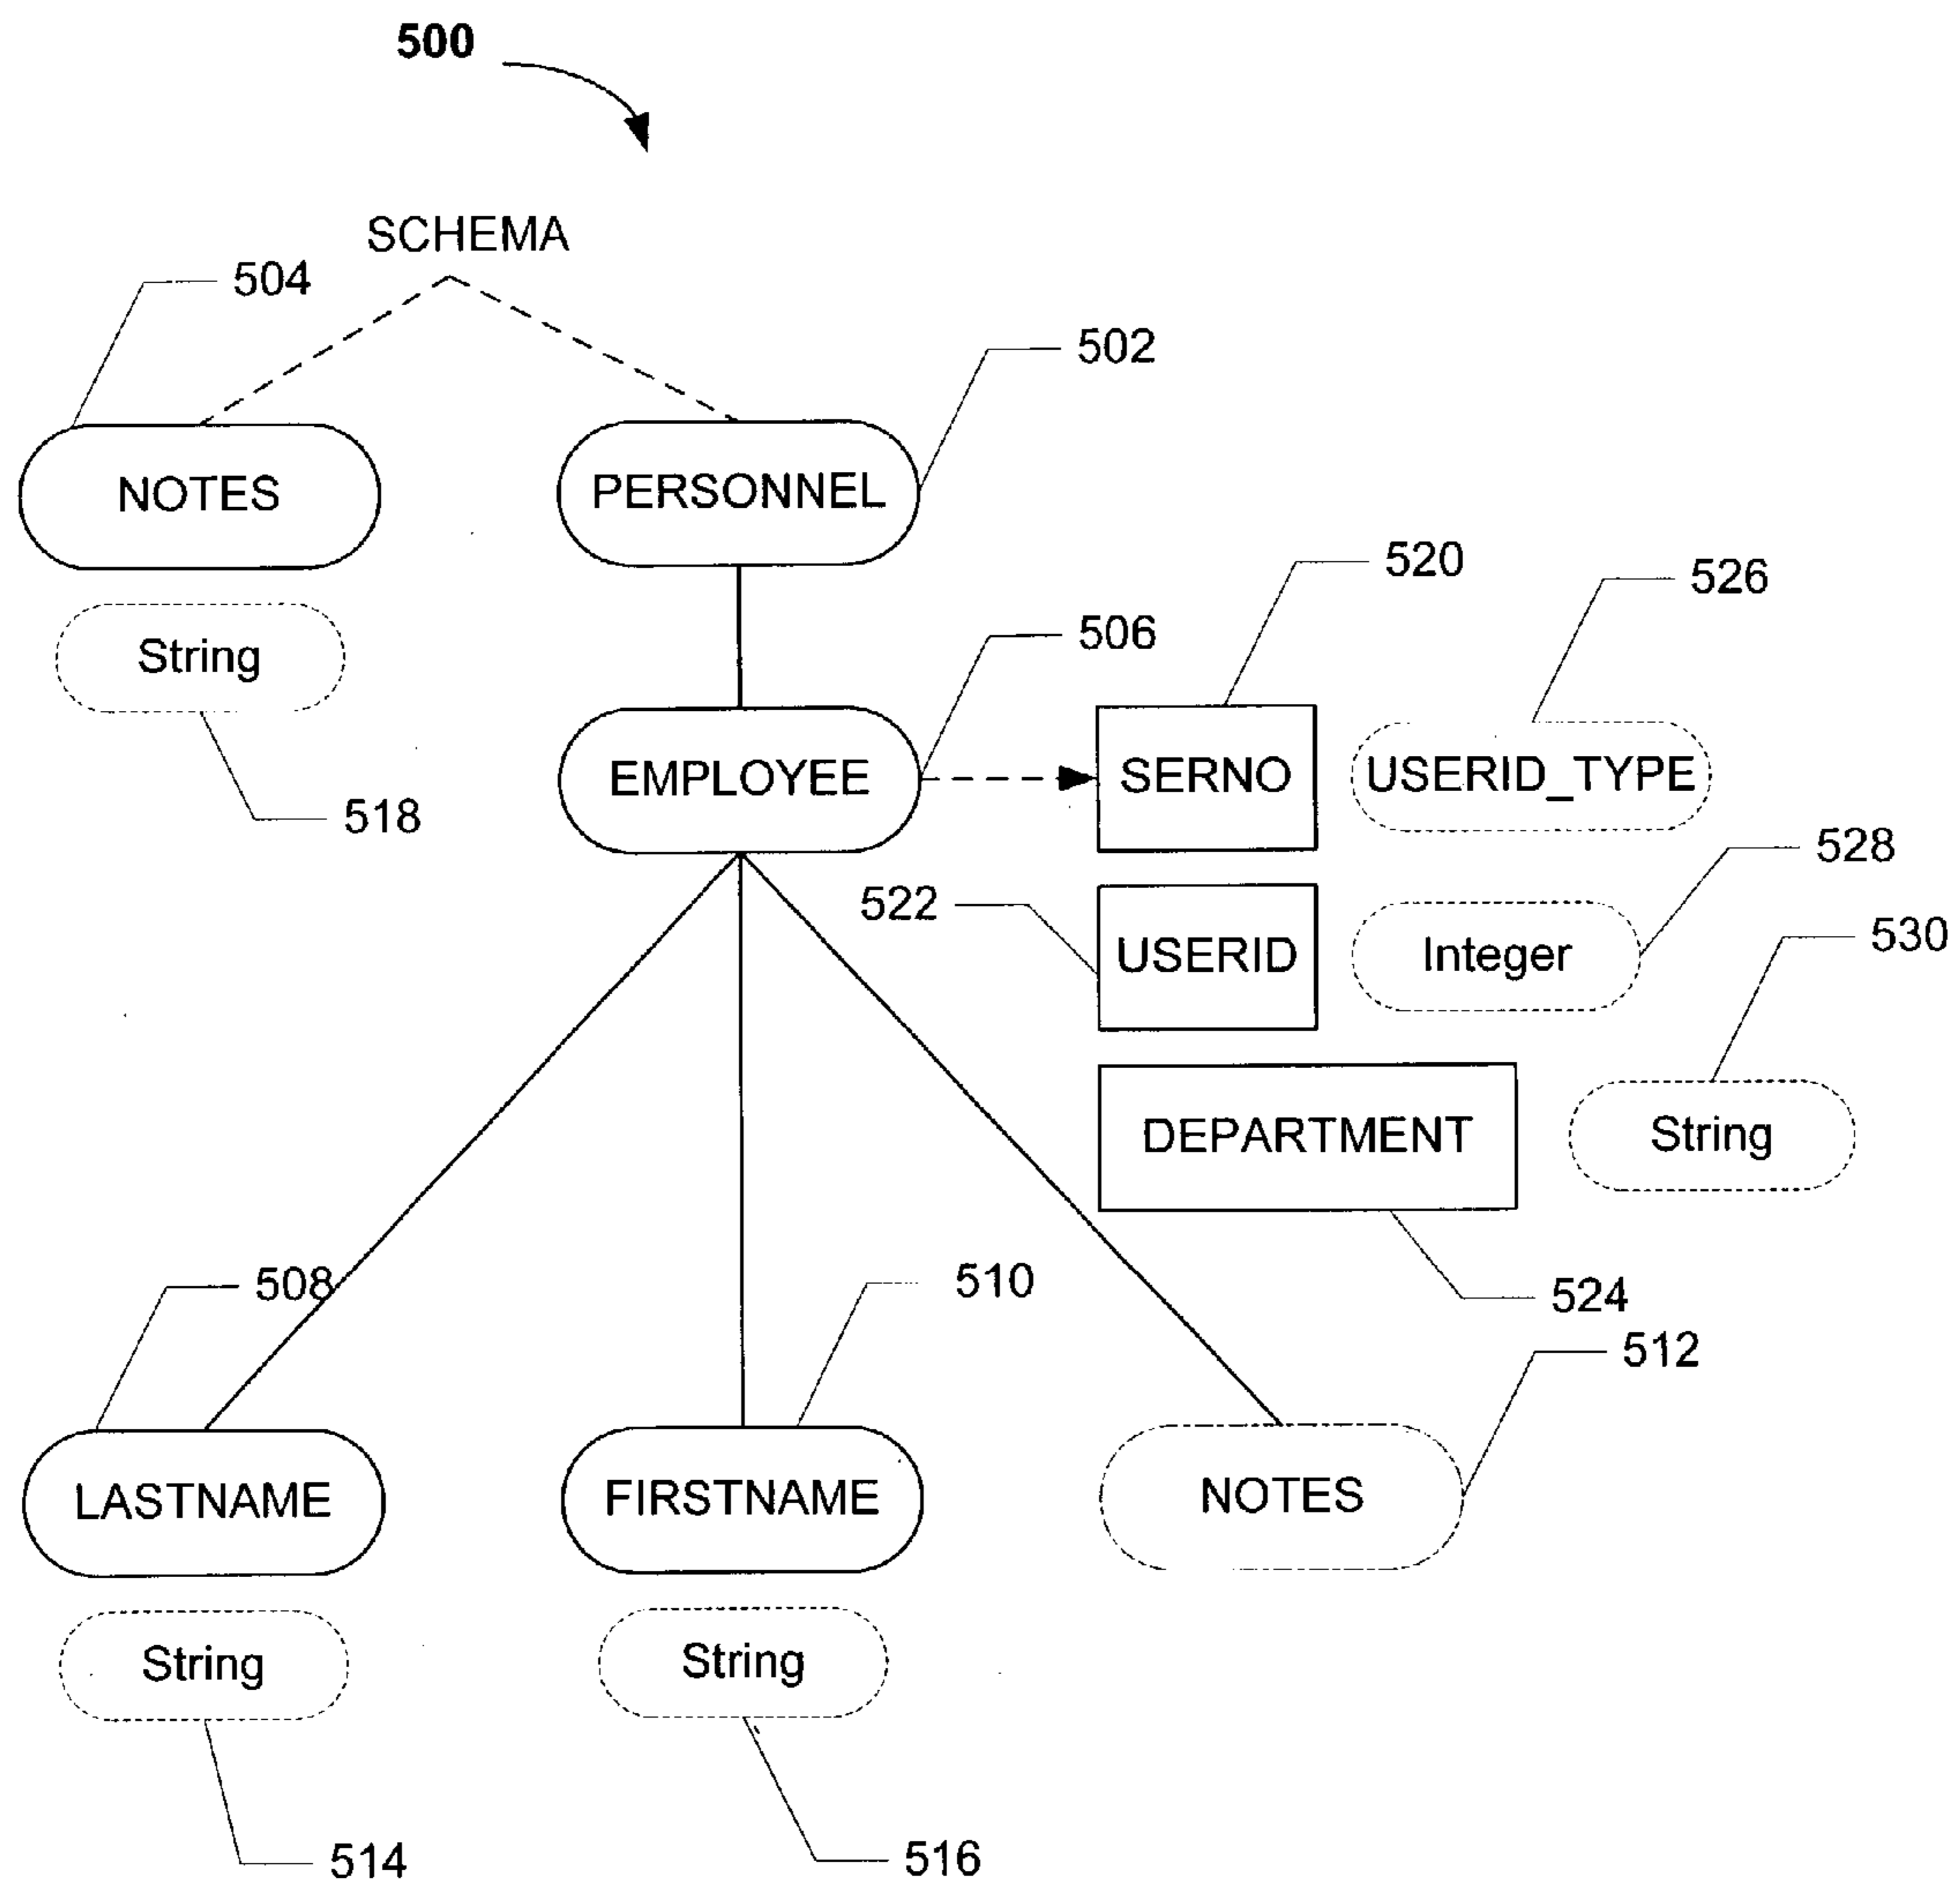 500
SCHEMA
504
502
NOTES
PERSONNEL
520
526
String
506
SERNO
USERID_TYPE
EMPLOYEE
518
528
522
USERID
Integer
530
DEPARTMENT
String
508
510
524
512
LASTNAME
FIRSTNAME
NOTES
String
String
514
516